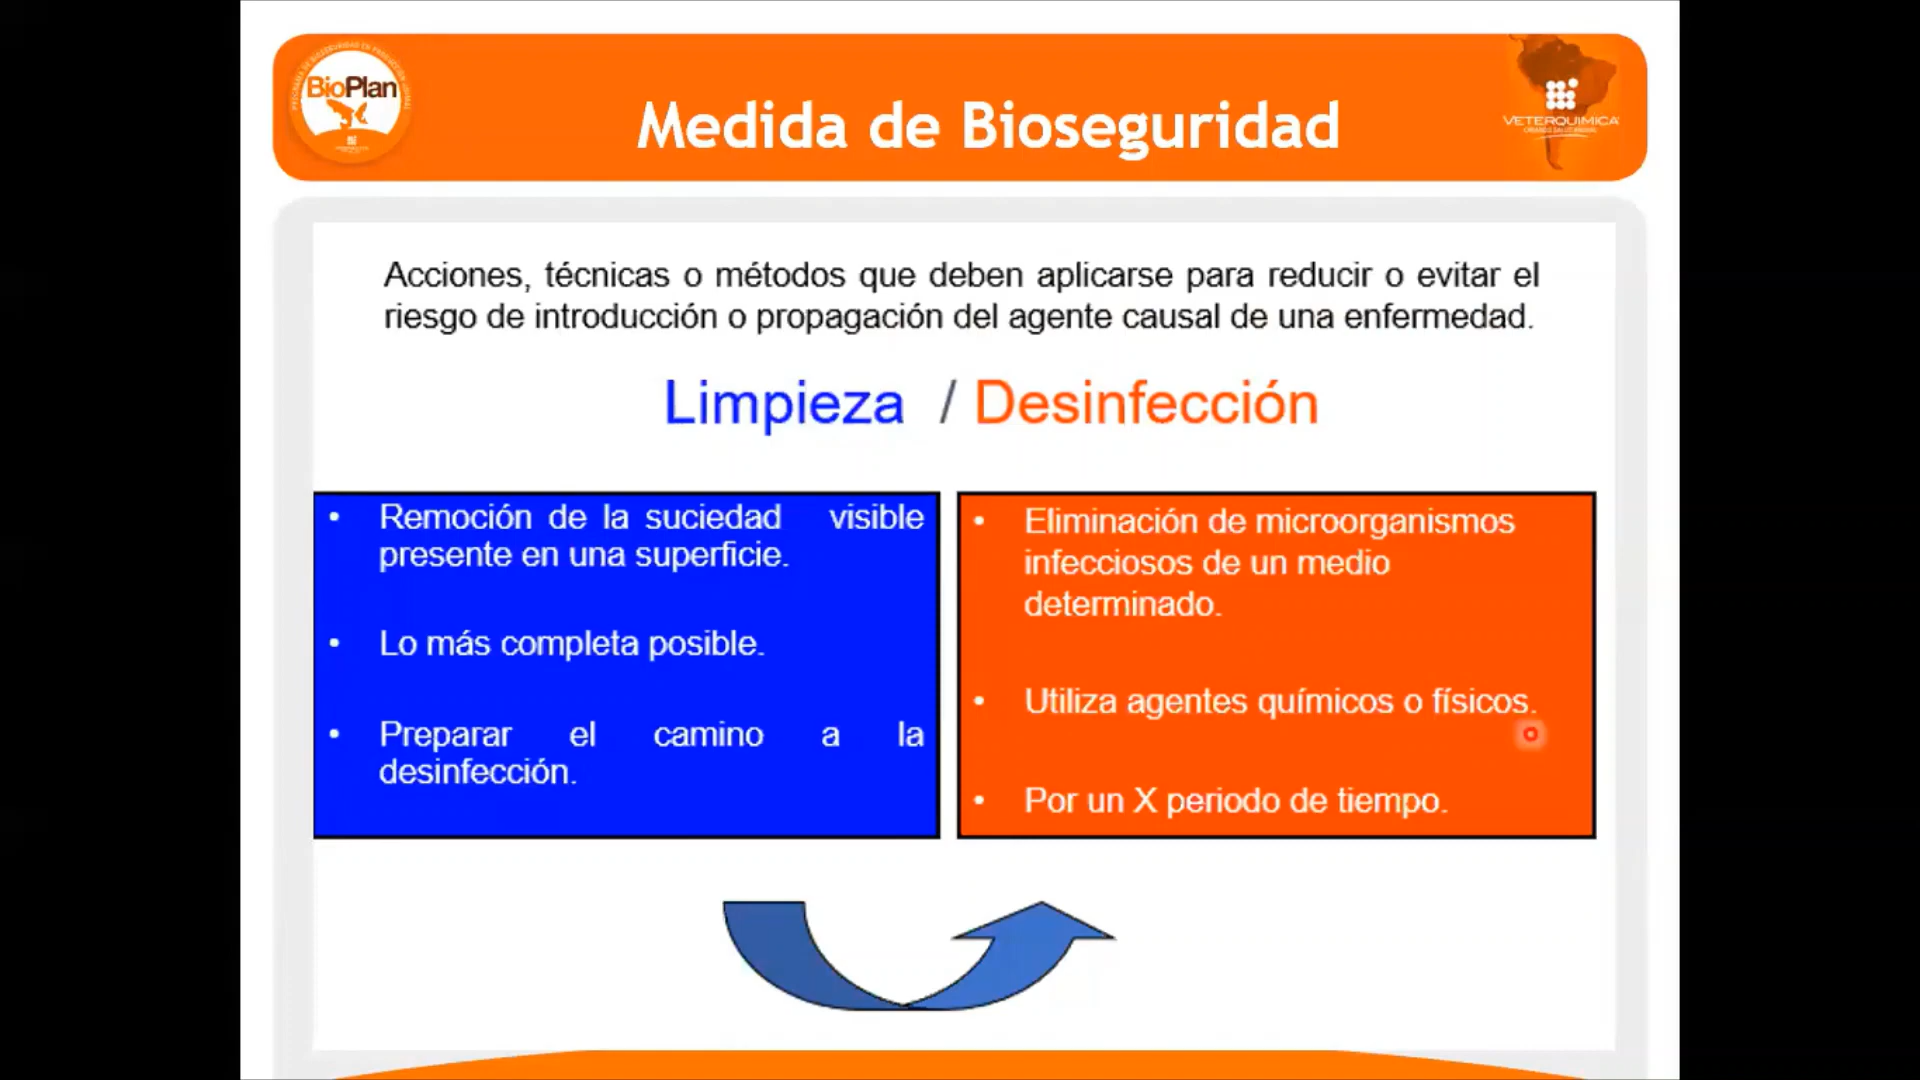 BioPlan
Medida de Bioseguridad
VETERQUIMICA
Acciones, técnicas o métodos que deben aplicarse para reducir o evitar el
riesgo de introducción o propagación del agente causal de una enfermedad.
Limpieza / Desinfección
• Remoción de la suciedad visible
presente en una superficie.
• Lo más completa posible.
• Preparar el camino a la
desinfección.
• Eliminación de microorganismos
infecciosos de un medio
determinado.
• Utiliza agentes químicos o físicos.
• Por un X periodo de tiempo.